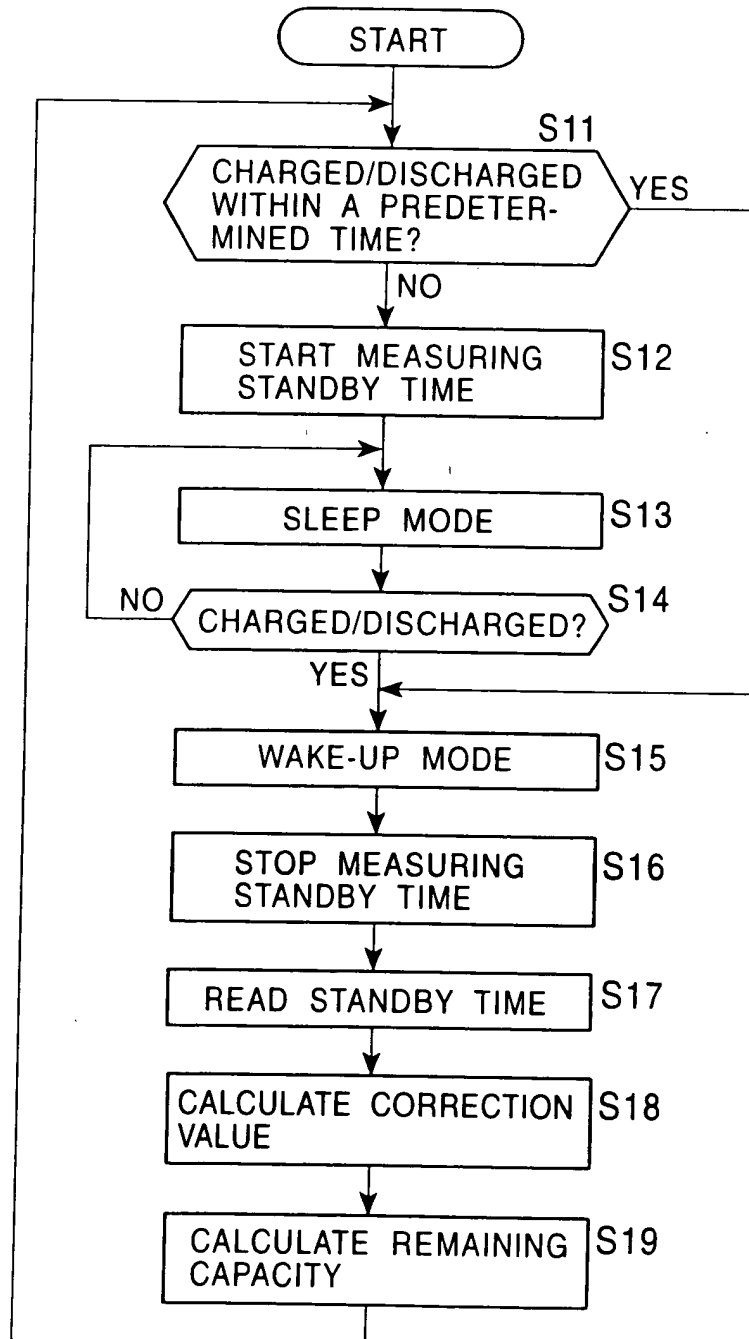 START
S11
CHARGED/DISCHARGED
WITHIN A PREDETER-
MINED TIME?
YES
NO
START MEASURING
STANDBY TIME
S12
SLEEP MODE
S13
NO
CHARGED/DISCHARGED?
S14
YES
WAKE-UP MODE
S15
STOP MEASURING
STANDBY TIME
S16
READ STANDBY TIME
S17
CALCULATE CORRECTION
VALUE
S18
CALCULATE REMAINING
CAPACITY
S19